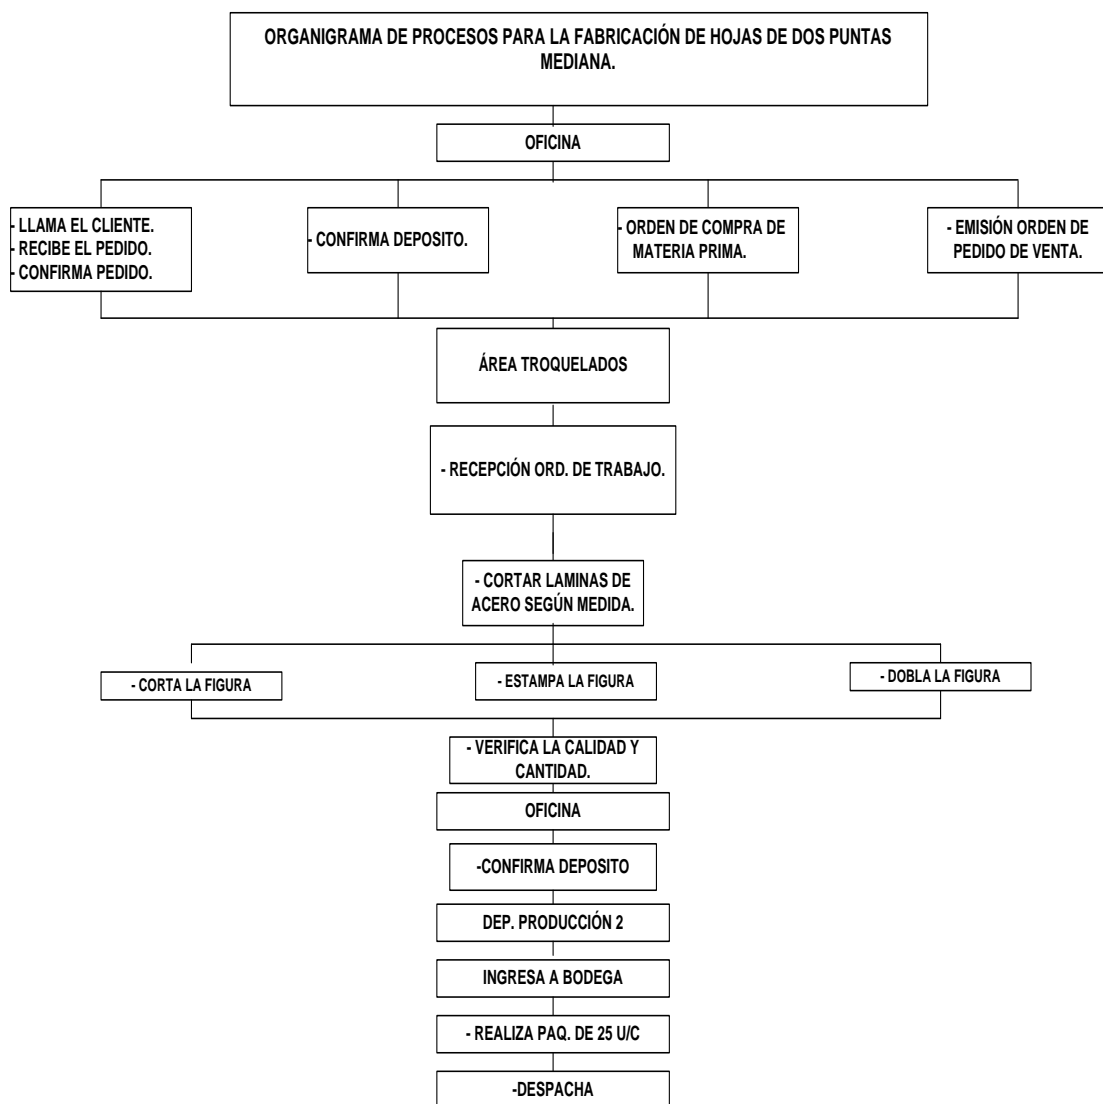 ORGANIGRAMA DE PROCESOS PARA LA FABRICACIÓN DE HOJAS DE DOS PUNTAS
MEDIANA.
OFICINA
- LLAMA EL CLIENTE.
- RECIBE EL PEDIDO.
- CONFIRMA PEDIDO.
- CONFIRMA DEPOSITO.
- ORDEN DE COMPRA DE
MATERIA PRIMA.
- EMISIÓN ORDEN DE
PEDIDO DE VENTA.
ÁREA TROQUELADOS
- RECEPCIÓN ORD. DE TRABAJO.
- CORTAR LAMINAS DE
ACERO SEGÚN MEDIDA.
- CORTA LA FIGURA
- ESTAMPA LA FIGURA
- DOBLA LA FIGURA
- VERIFICA LA CALIDAD Y
CANTIDAD.
OFICINA
-CONFIRMA DEPOSITO
DEP. PRODUCCIÓN 2
INGRESA A BODEGA
- REALIZA PAQ. DE 25 U/C
-DESPACHA